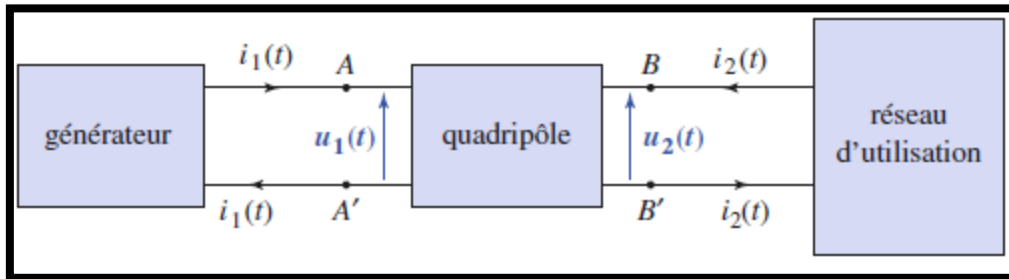 i₁(t) A B i₂(t)
générateur u₁(t) quadripôle u₂(t) réseau
d'utilisation
i₁(t) A′ B′ i₂(t)